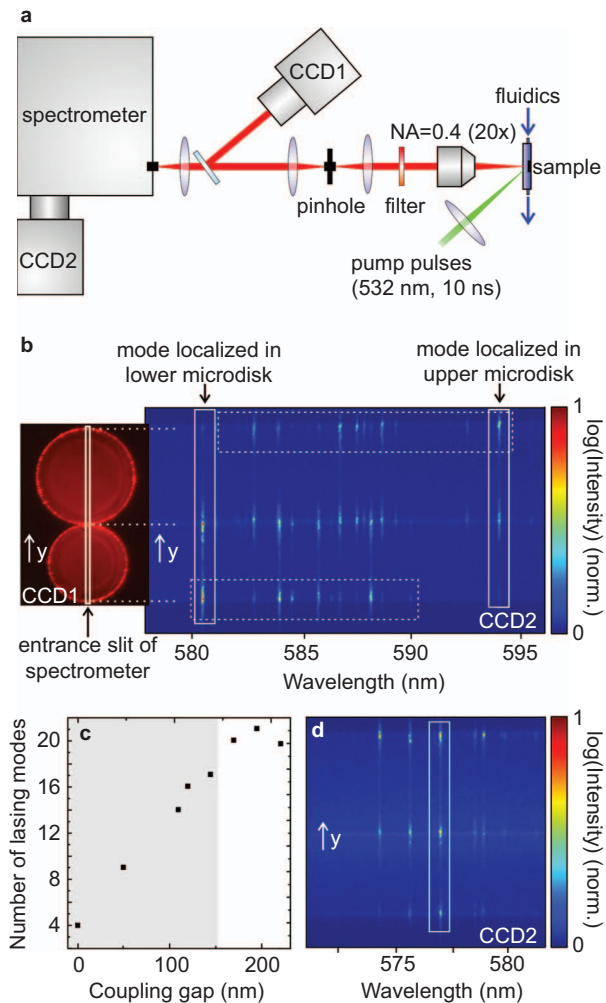 a
CCD1
spectrometer
fluidics
NA=0.4 (20x)
sample
pinhole
filter
CCD2
pump pulses
(532 nm, 10 ns)
b
mode localized in
lower microdisk
mode localized in
upper microdisk
y
CCD1
y
CCD2
1
log(Intensity) (norm.)
0
entrance slit of
spectrometer
580
585
590
595
Wavelength (nm)
c
20
16
12
8
4
Number of lasing modes
0
100
200
Coupling gap (nm)
d
y
CCD2
1
log(Intensity) (norm.)
0
575
580
Wavelength (nm)